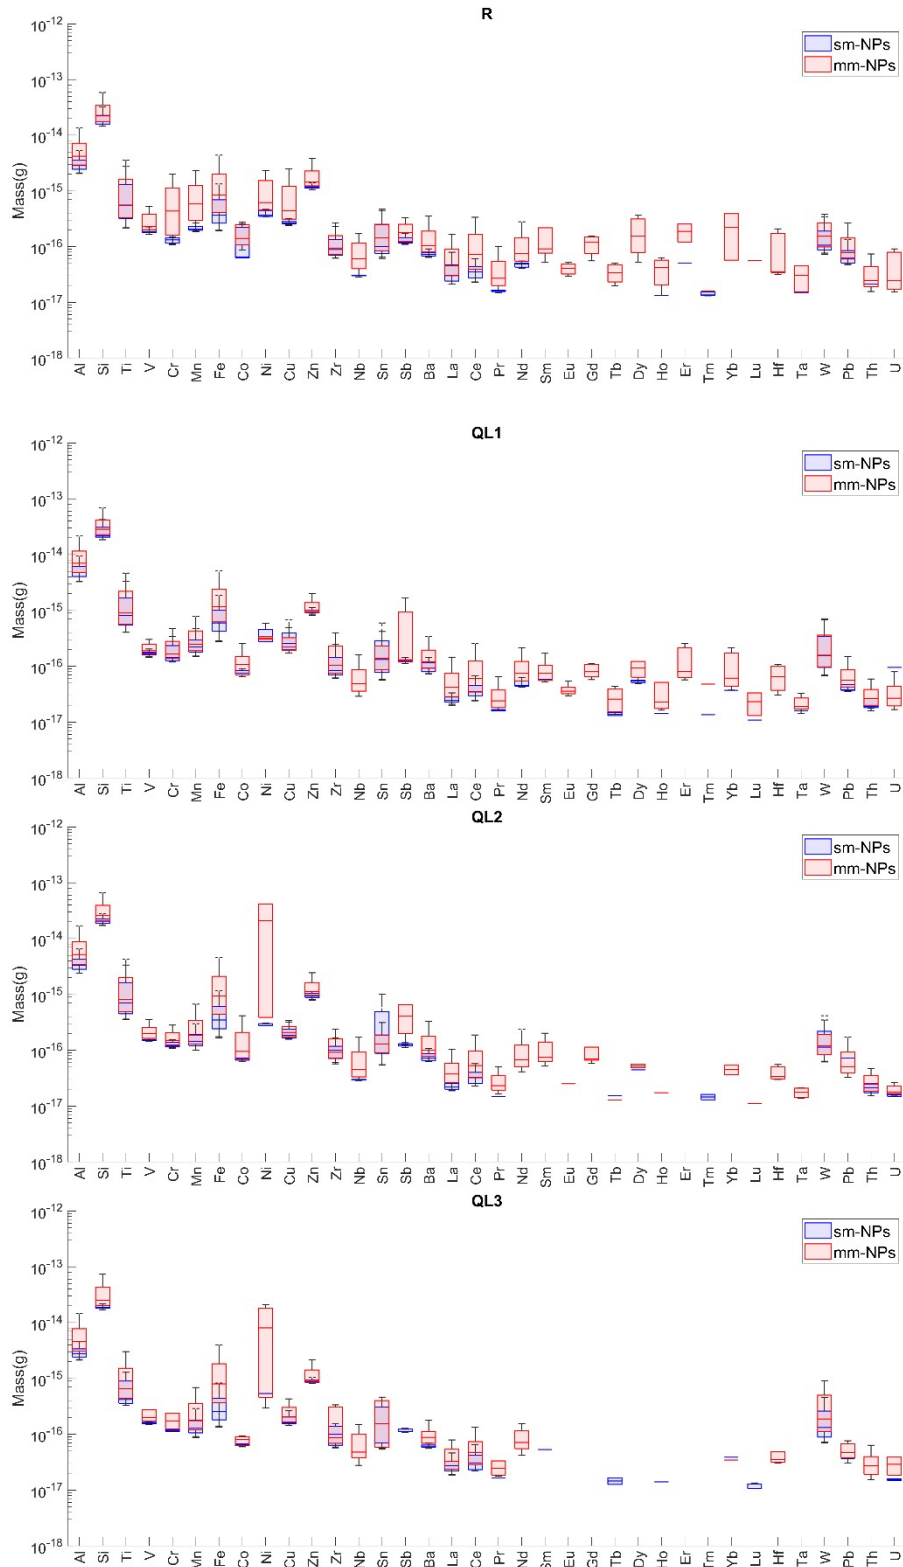 R
10-12
10-13
10-14
10-15
10-16
10-17
10-18
Mass(g)
sm-NPs
mm-NPs
Al Si Ti V Cr Mn Fe Co Ni Cu Zn Zr Nb Sn Sb Ba La Ce Pr Nd Sm Eu Gd Tb Dy Ho Er Tm Yb Lu Hf Ta W Pb Th U
QL1
10-12
10-13
10-14
10-15
10-16
10-17
10-18
Mass(g)
sm-NPs
mm-NPs
Al Si Ti V Cr Mn Fe Co Ni Cu Zn Zr Nb Sn Sb Ba La Ce Pr Nd Sm Eu Gd Tb Dy Ho Er Tm Yb Lu Hf Ta W Pb Th U
QL2
10-12
10-13
10-14
10-15
10-16
10-17
10-18
Mass(g)
sm-NPs
mm-NPs
Al Si Ti V Cr Mn Fe Co Ni Cu Zn Zr Nb Sn Sb Ba La Ce Pr Nd Sm Eu Gd Tb Dy Ho Er Tm Yb Lu Hf Ta W Pb Th U
QL3
10-12
10-13
10-14
10-15
10-16
10-17
10-18
Mass(g)
sm-NPs
mm-NPs
Al Si Ti V Cr Mn Fe Co Ni Cu Zn Zr Nb Sn Sb Ba La Ce Pr Nd Sm Eu Gd Tb Dy Ho Er Tm Yb Lu Hf Ta W Pb Th U